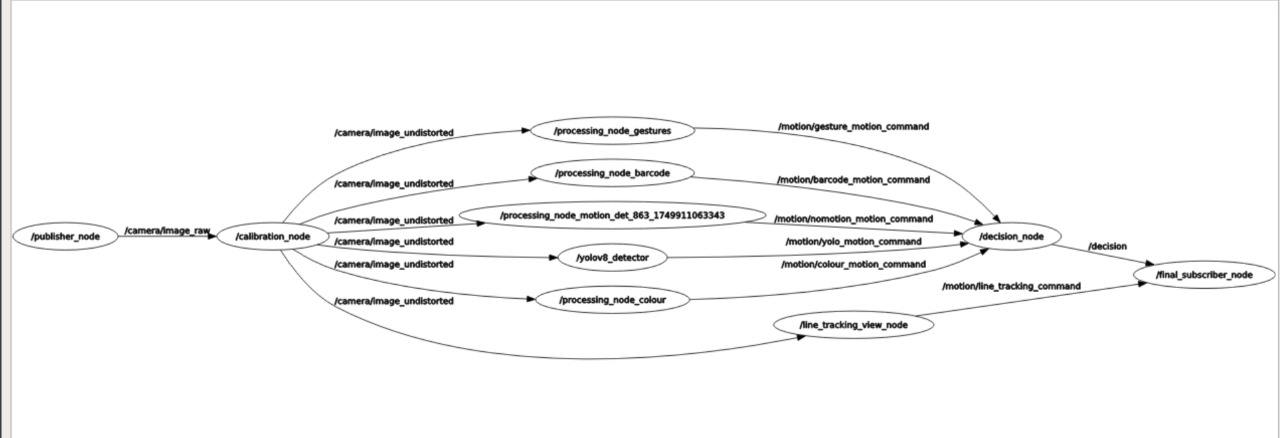 /camera/image_undistorted
/processing_node_gestures
/motion/gesture_motion_command
/camera/image_undistorted
/processing_node_barcode
/motion/barcode_motion_command
/camera/image_undistorted
/processing_node_motion_det_863_1749911063343
/motion/nomotion_motion_command
/publisher_node
/camera/image_raw
/calibration_node
/camera/image_undistorted
/yolov8_detector
/motion/yolo_motion_command
/decision_node
/decision
/final_subscriber_node
/camera/image_undistorted
/processing_node_colour
/motion/colour_motion_command
/camera/image_undistorted
/line_tracking_view_node
/motion/line_tracking_command